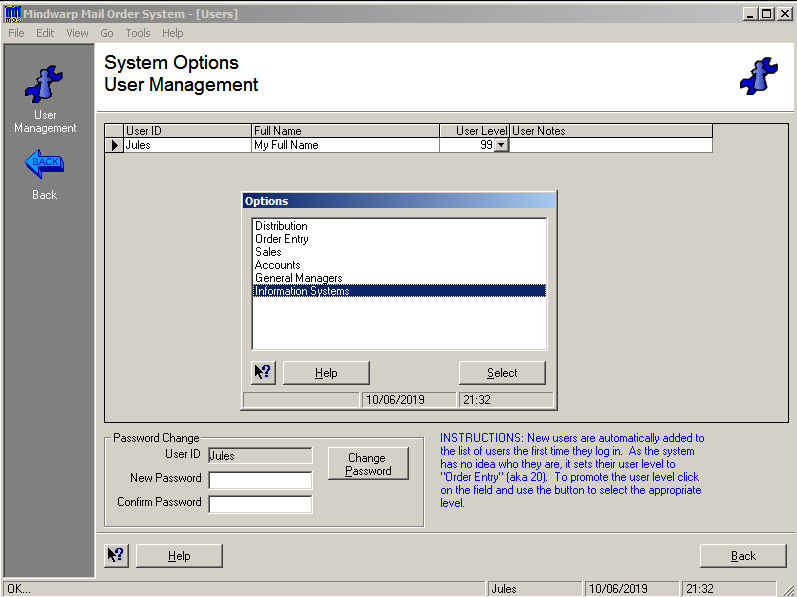 mos Mindwarp Mail Order System - [Users]
File Edit View Go Tools Help
User
Management
BACK
Back
System Options
User Management
User ID Full Name User Level User Notes
Jules My Full Name 99
Options
Distribution
Order Entry
Sales
Accounts
General Managers
Information Systems
? Help Select
10/06/2019 21:32
Password Change
User ID Jules
New Password
Confirm Password
Change
Password
INSTRUCTIONS: New users are automatically added to
the list of users the first time they log in. As the system
has no idea who they are, it sets their user level to
"Order Entry" (aka 20). To promote the user level click
on the field and use the button to select the appropriate
level.
? Help Back
OK... Jules 10/06/2019 21:32